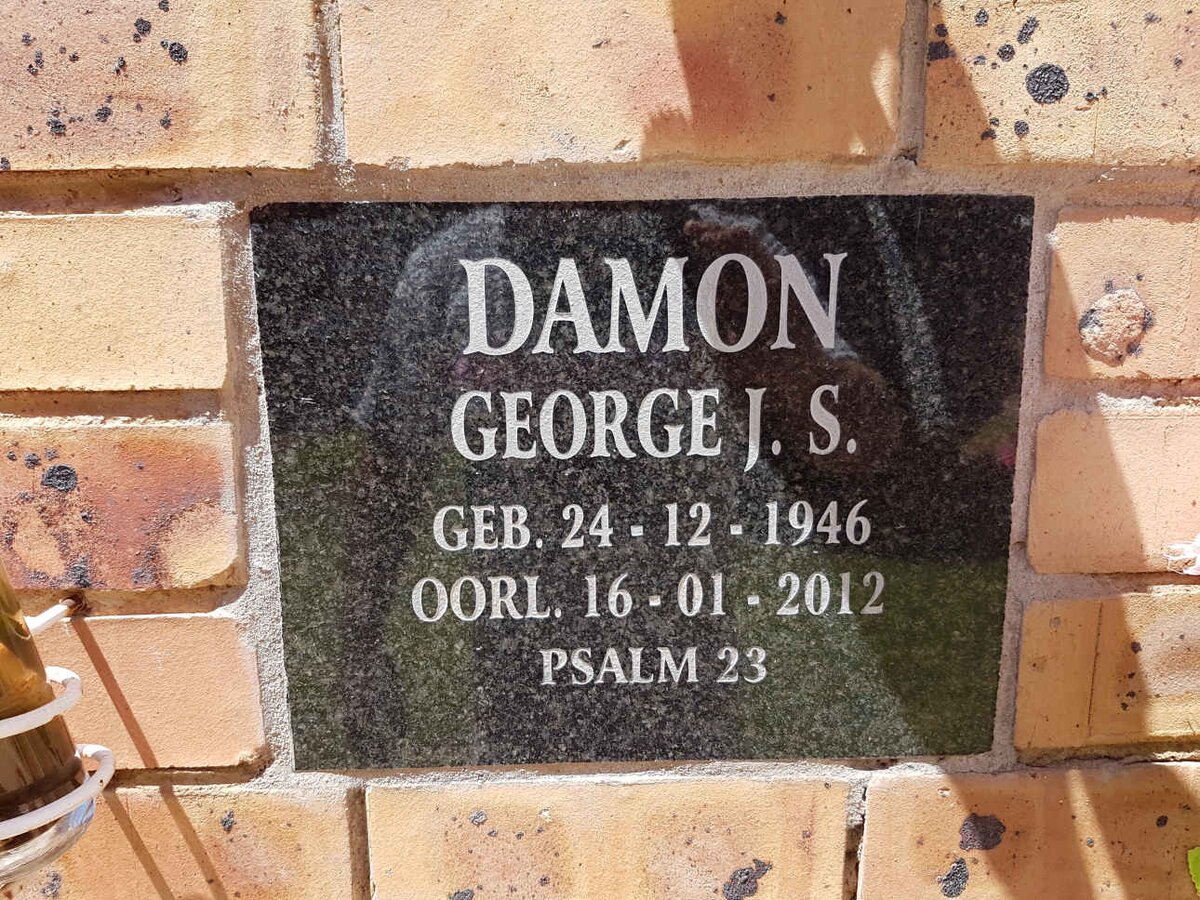 DAMON
GEORGE J. S.
GEB. 24 - 12 - 1946
OORL. 16 - 01 - 2012
PSALM 23